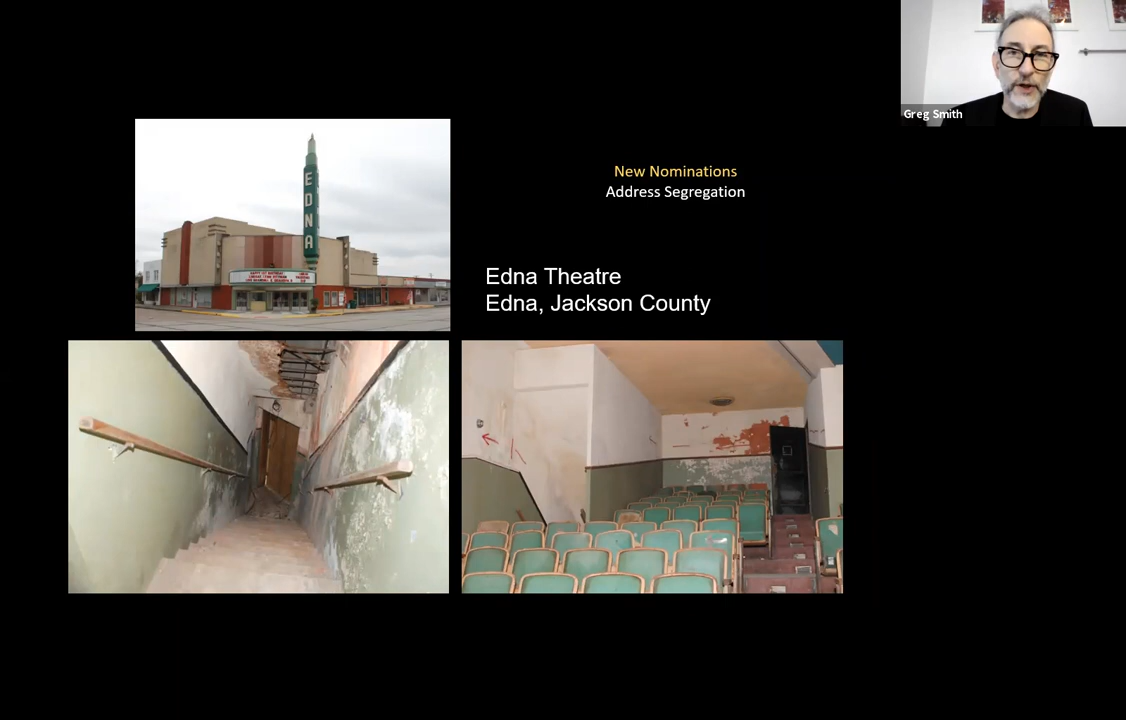 Greg Smith
New Nominations
Address Segregation
EDNA
Edna Theatre
Edna, Jackson County